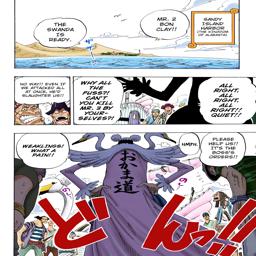 THE
SWANDA
IS
READY.
MR. 2
BON
CLAY!!
SANDY
ISLAND
HARBOR
(THE KINGDOM
OF ALABASTA)
NO WAY!! EVEN IF
WE ATTACKED ALL
AT ONCE, HE'D
SLAUGHTER US!
WHY ALL
THE
FUSS?!
CAN'T
YOU KILL
MR. 3 BY
YOUR-
SELVES?!
ALL
RIGHT,
ALL
RIGHT,
ALL
RIGHT!!
QUIET!!
WEAKLINGS!
WHAT A
PAIN!!
HMPH.
PLEASE
HELP US!!
IT'S THE
BOSS'S
ORDERS!!
おかま道
どん!!